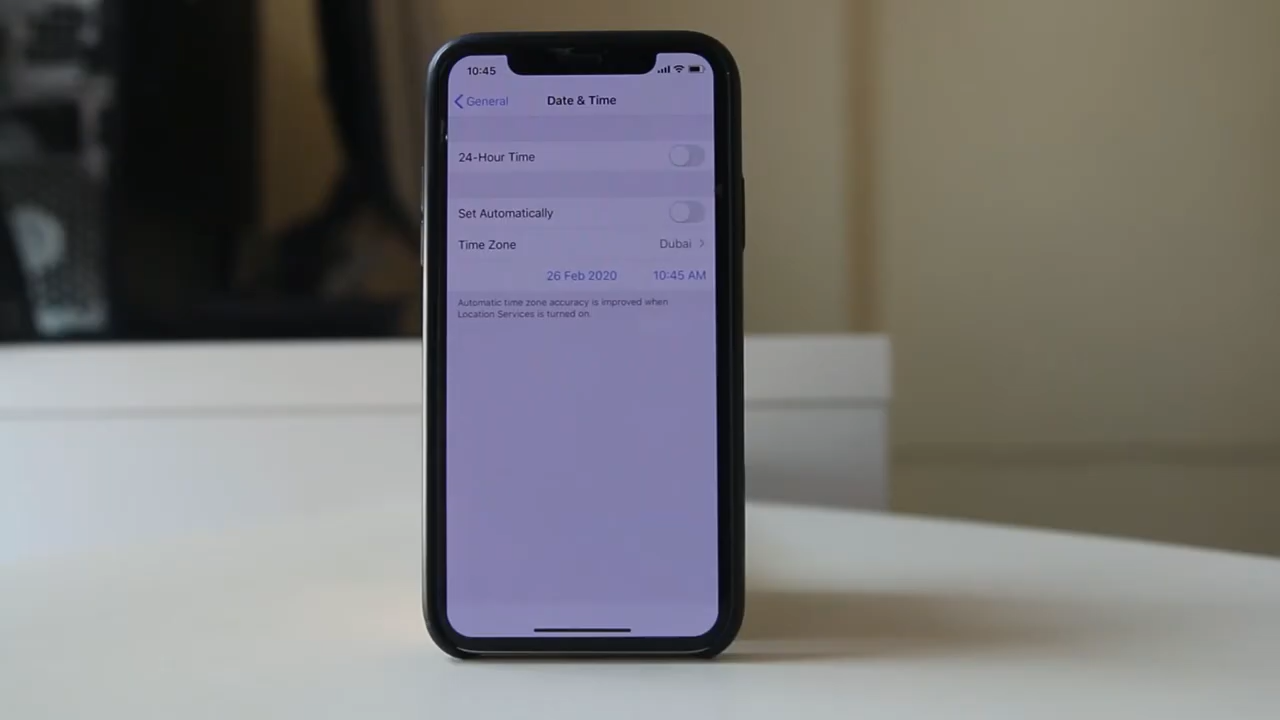 10:45
General
Date & Time
24-Hour Time
Set Automatically
Time Zone Dubai
26 Feb 2020 10:45 AM
Automatic time zone accuracy is improved when
Location Services is turned on.